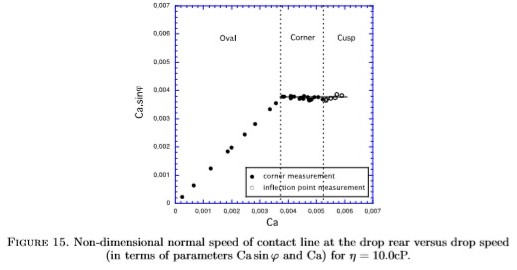 0,007
0,006
0,005
0,004
0,003
0,002
0,001
0
Ca.sinφ
Oval
Corner
Cusp
corner measurement
inflection point measurement
0 0,001 0,002 0,003 0,004 0,005 0,006 0,007
Ca
FIGURE 15. Non-dimensional normal speed of contact line at the drop rear versus drop speed
(in terms of parameters Ca sin φ and Ca) for η = 10.0cP.